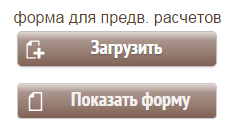 форма для предв. расчетов
Загрузить
Показать форму